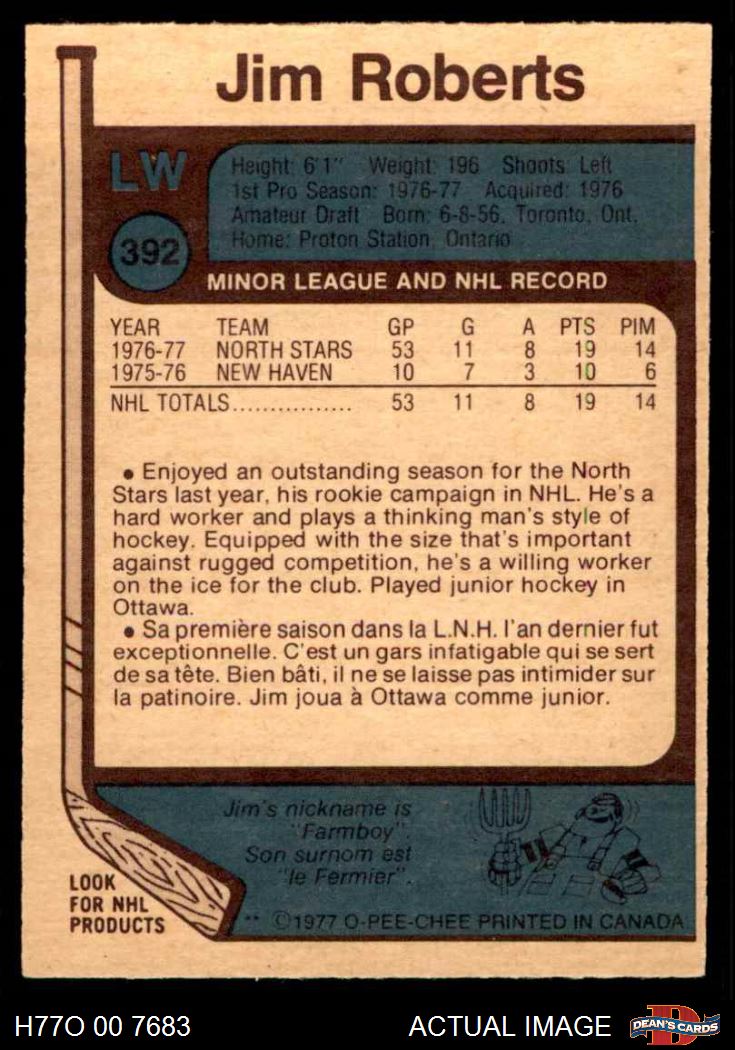 Jim Roberts
LW
392
Height: 6'1" Weight: 196 Shoots: Left
1st Pro Season: 1976-77 Acquired: 1976
Amateur Draft Born: 6-8-56, Toronto, Ont.
Home: Proton Station, Ontario
MINOR LEAGUE AND NHL RECORD
YEAR TEAM GP G A PTS PIM
1976-77 NORTH STARS 53 11 8 19 14
1975-76 NEW HAVEN 10 7 3 10 6
NHL TOTALS................ 53 11 8 19 14
• Enjoyed an outstanding season for the North
Stars last year, his rookie campaign in NHL. He's a
hard worker and plays a thinking man's style of
hockey. Equipped with the size that's important
against rugged competition, he's a willing worker
on the ice for the club. Played junior hockey in
Ottawa.
• Sa première saison dans la L.N.H. l'an dernier fut
exceptionnelle. C'est un gars infatigable qui se sert
de sa tête. Bien bâti, il ne se laisse pas intimider sur
la patinoire. Jim joua à Ottawa comme junior.
Jim's nickname is
"Farmboy".
Son surnom est
"le Fermier".
LOOK
FOR NHL
PRODUCTS
** ©1977 O-PEE-CHEE PRINTED IN CANADA
H77O 00 7683
ACTUAL IMAGE
D
DEAN'S CARDS